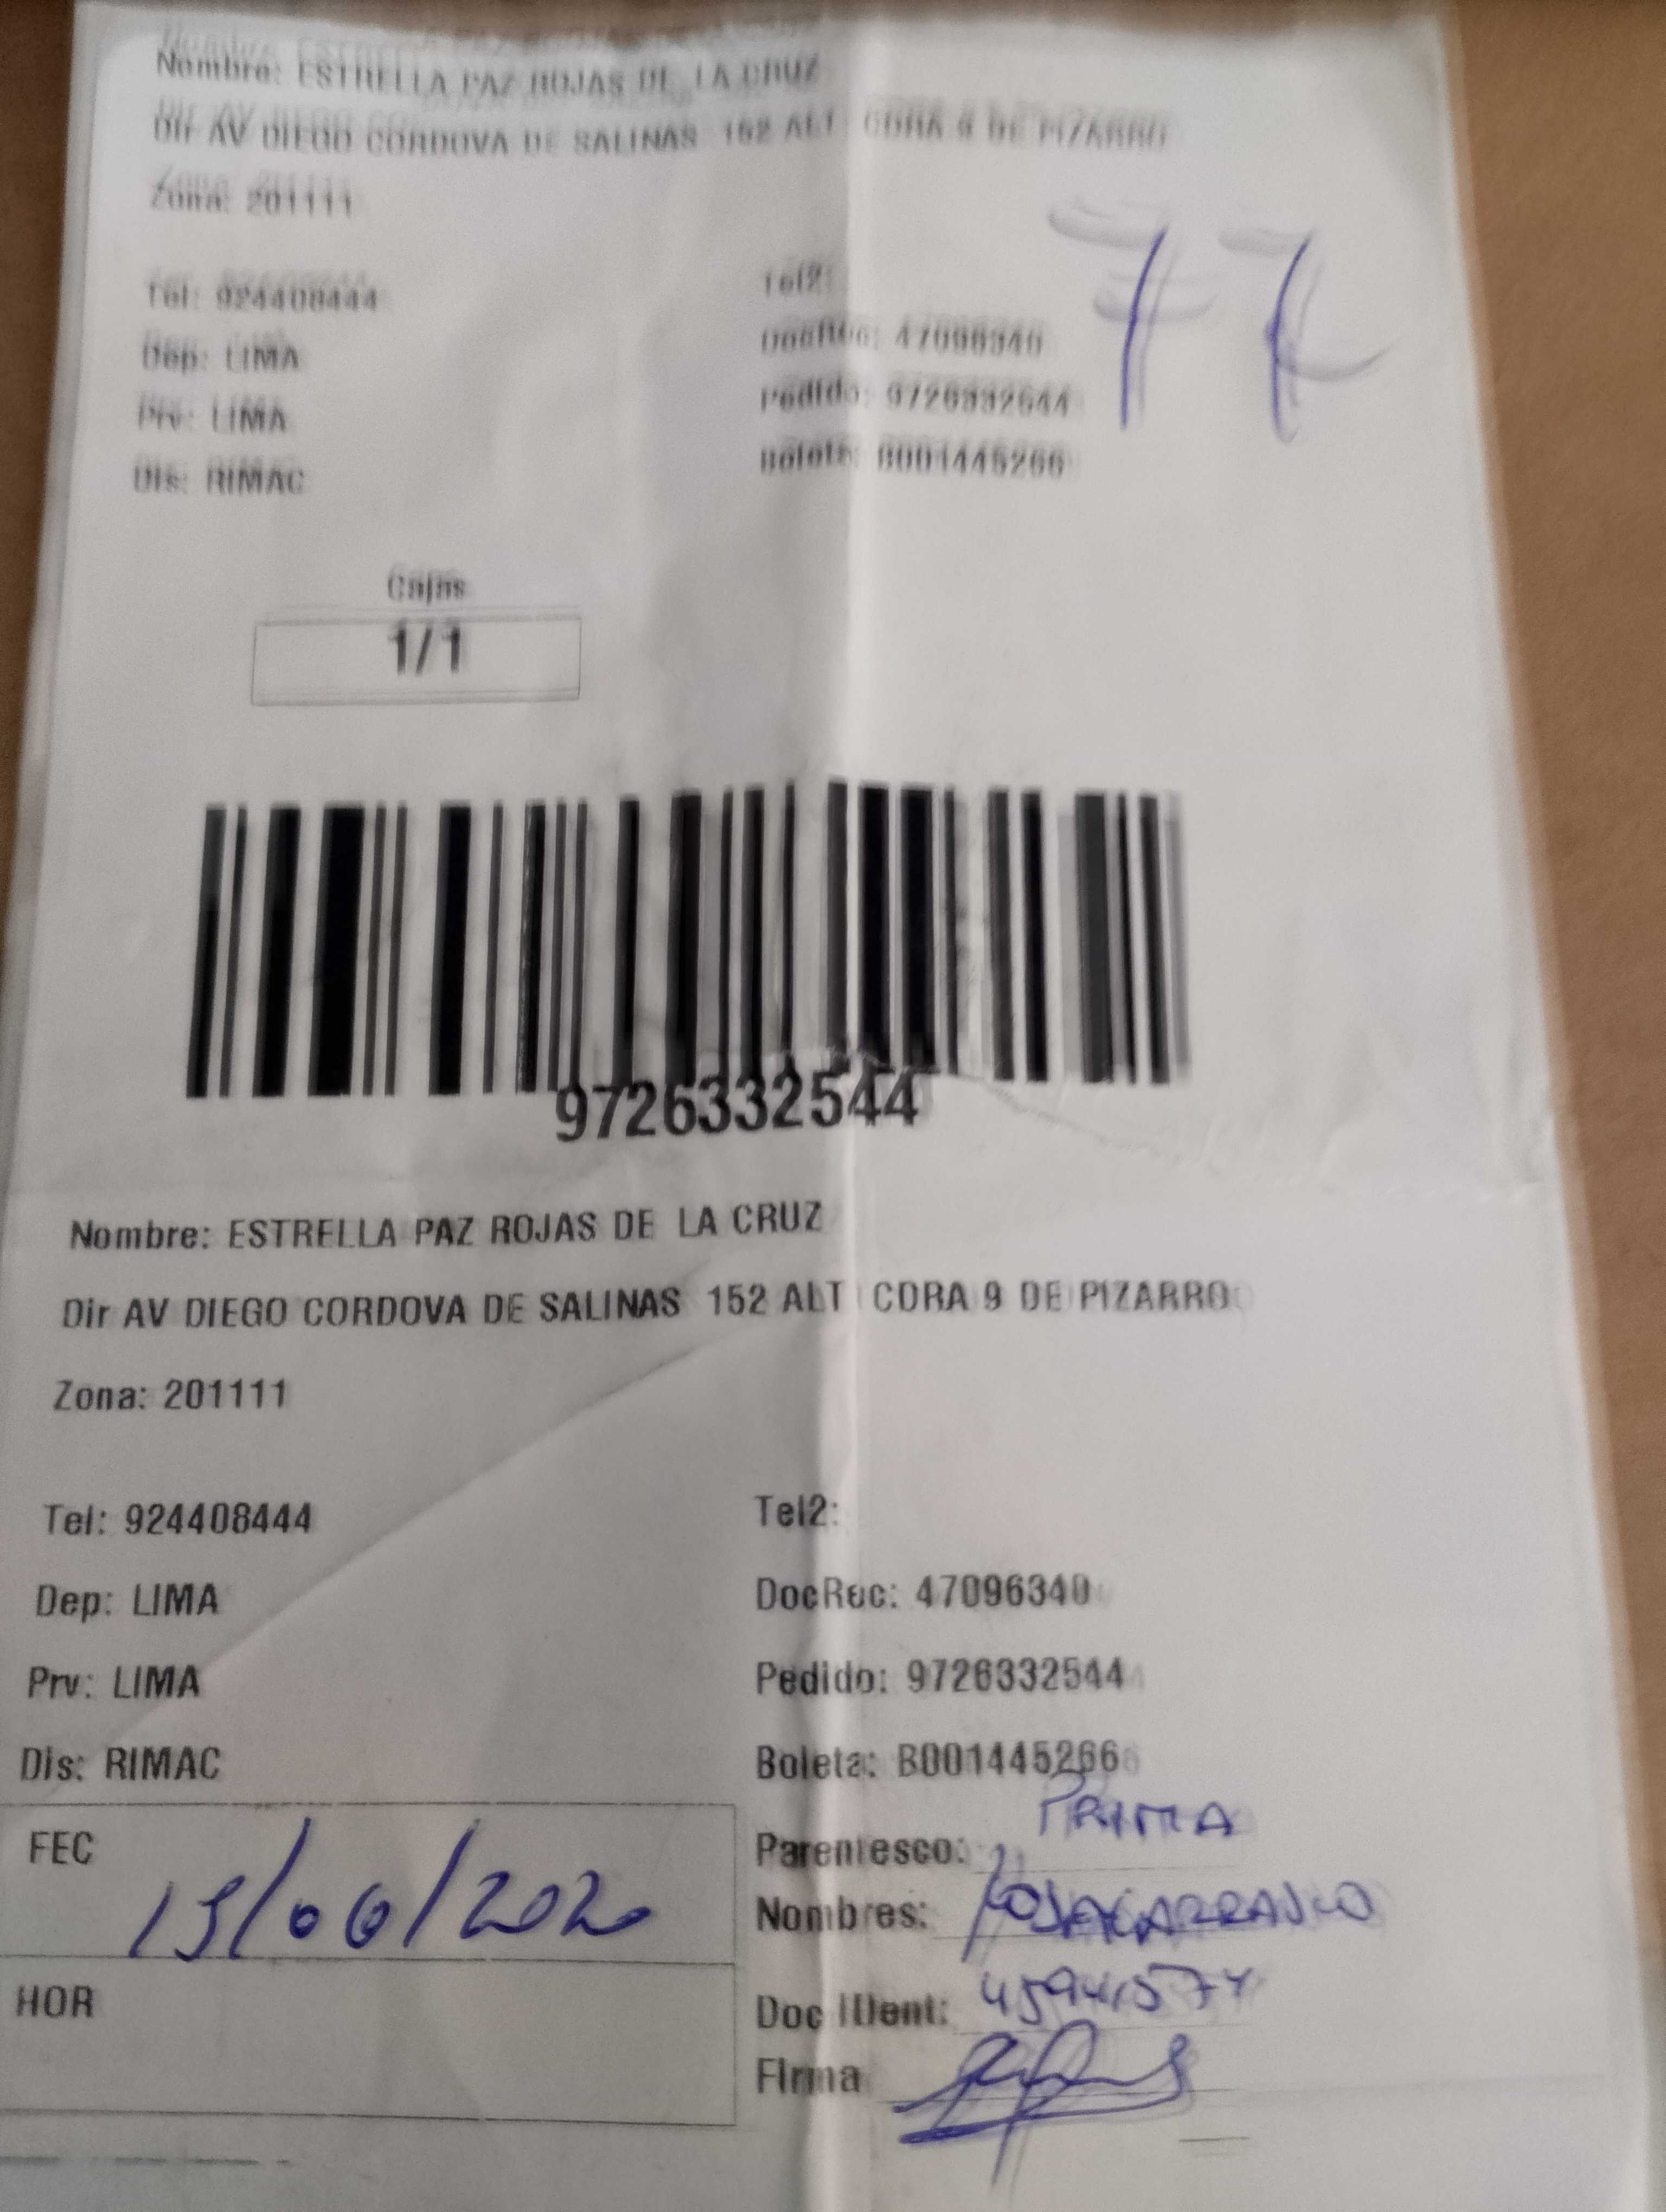 Nombre: ESTRELLA PAZ ROJAS DE LA CRUZ
Dir AV DIEGO CORDOVA DE SALINAS 152 ALT CDRA 9 DE PIZARRO
Zona: 201111
Tel: 924408444 Tel2:
Dep: LIMA DocRec: 47096340
Prv: LIMA Pedido: 9726332544
Dis: RIMAC Boleta: B001445266
77
Cajas
1/1
9726332544
Nombre: ESTRELLA PAZ ROJAS DE LA CRUZ
Dir AV DIEGO CORDOVA DE SALINAS 152 ALT CDRA 9 DE PIZARRO
Zona: 201111
Tel: 924408444 Tel2:
Dep: LIMA DocRec: 47096340
Prv: LIMA Pedido: 9726332544
Dis: RIMAC Boleta: B001445266
FEC 15/06/2020 Parentesco: PRIMA
Nombres: CARRASCO
HOR Doc IDent:
Firma